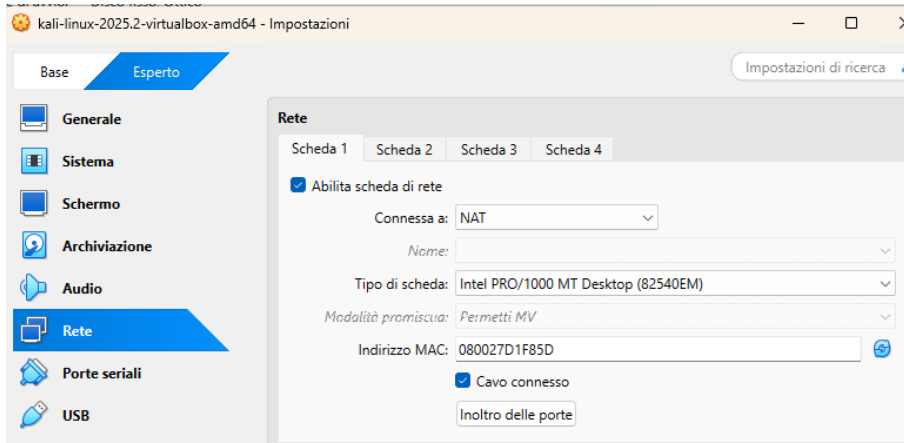 kali-linux-2025.2-virtualbox-amd64 - Impostazioni
Base Esperto
Impostazioni di ricerca
Generale
Sistema
Schermo
Archiviazione
Audio
Rete
Porte seriali
USB
Rete
Scheda 1 Scheda 2 Scheda 3 Scheda 4
Abilita scheda di rete
Connessa a: NAT
Nome:
Tipo di scheda: Intel PRO/1000 MT Desktop (82540EM)
Modalità promiscua: Permetti MV
Indirizzo MAC: 080027D1F85D
Cavo connesso
Inoltro delle porte